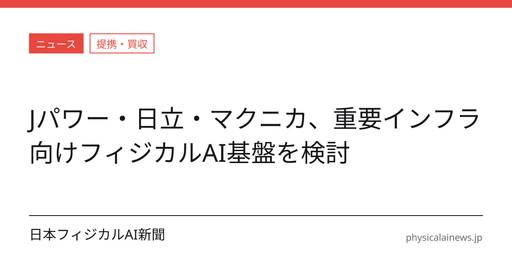 ニュース 提携・買収
Jパワー・日立・マクニカ、重要インフラ
向けフィジカルAI基盤を検討
日本フィジカルAI新聞 physicalainews.jp